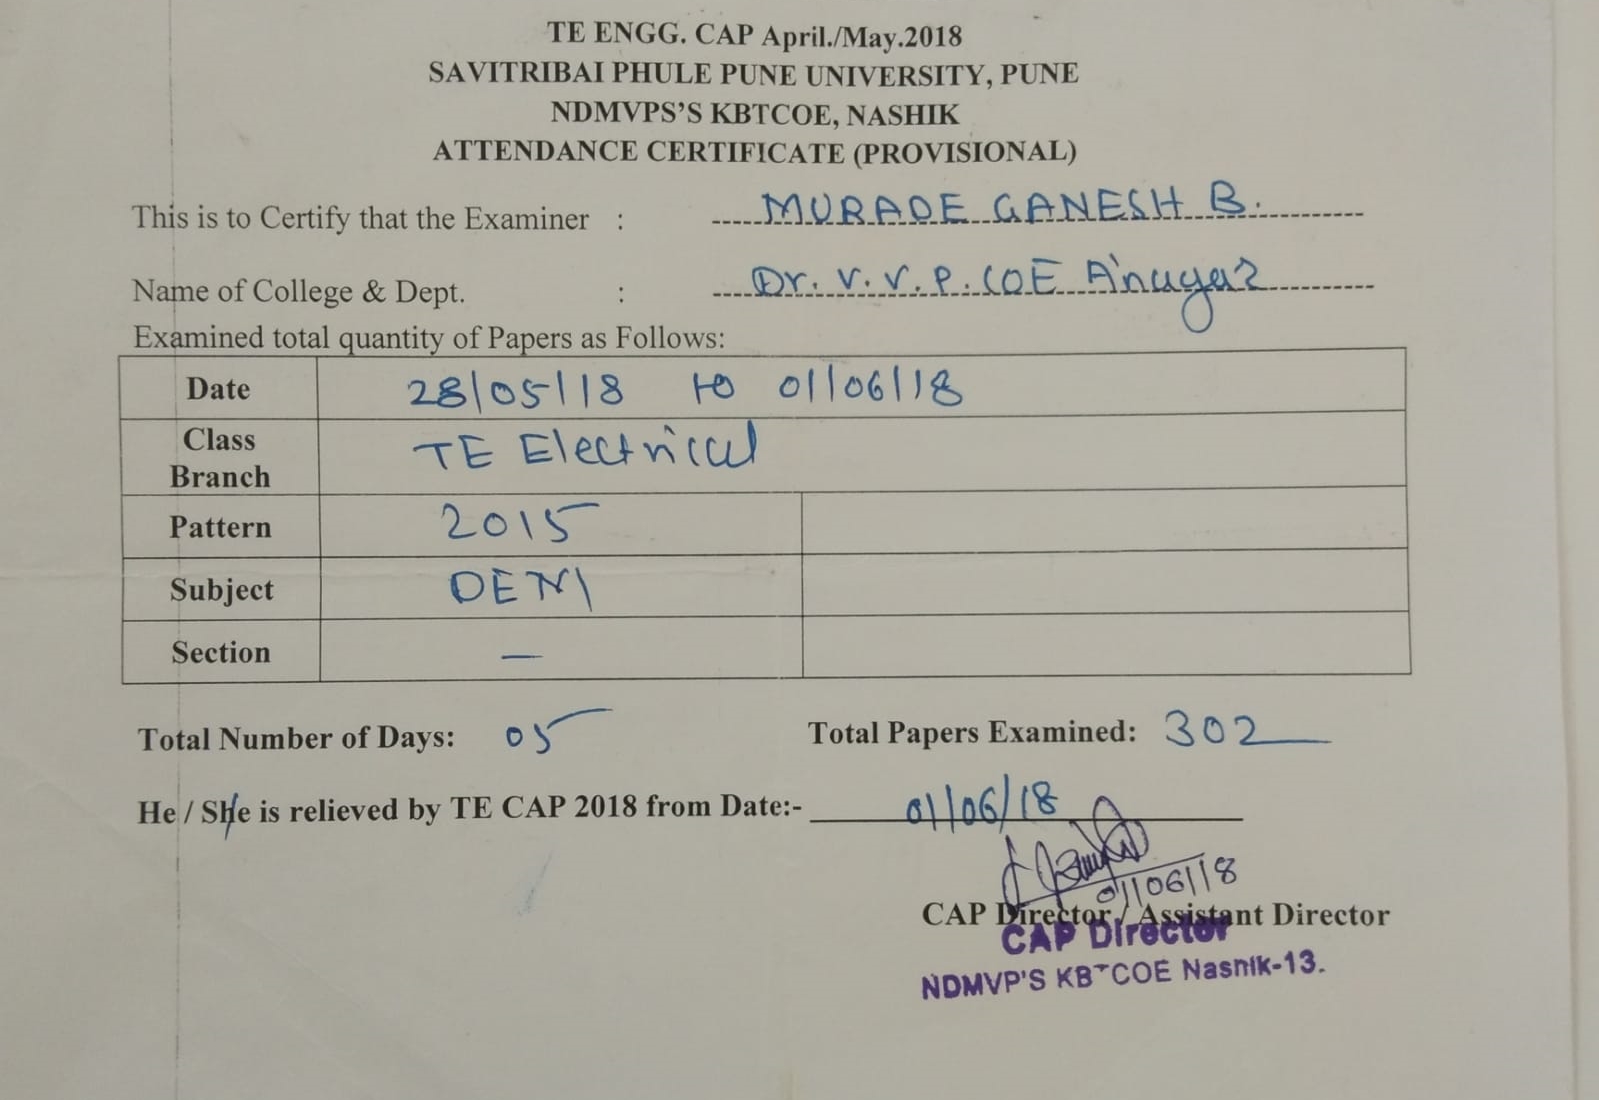 TE ENGG. CAP April./May.2018
SAVITRIBAI PHULE PUNE UNIVERSITY, PUNE
NDMVPS'S KBTCOE, NASHIK
ATTENDANCE CERTIFICATE (PROVISIONAL)
This is to Certify that the Examiner : MURADE GANESH B.
Name of College & Dept. : Dr. V. V. P. COE A'nagar
Examined total quantity of Papers as Follows:
Date 28/05/18 to 01/06/18
Class Branch TE Electrical
Pattern 2015
Subject DEM
Section —
Total Number of Days: 05 Total Papers Examined: 302
He / She is relieved by TE CAP 2018 from Date:- 01/06/18
01/06/18
CAP Director / Assistant Director
CAP Director
NDMVP'S KBTCOE Nashik-13.